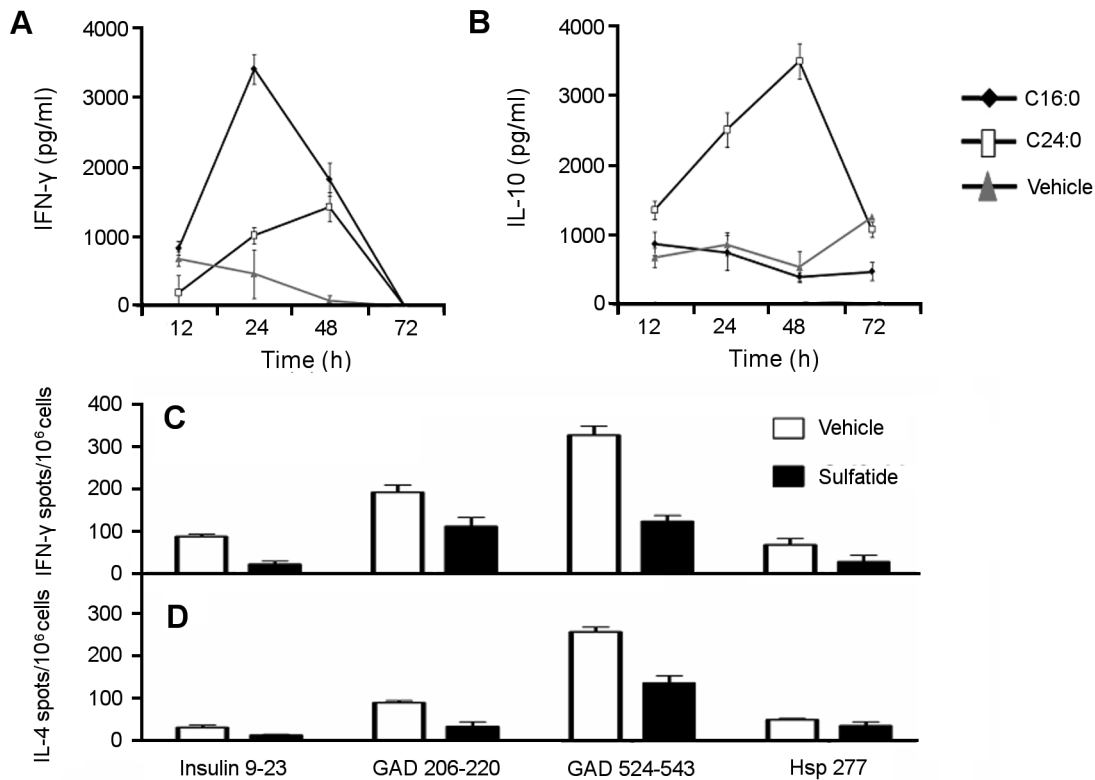 A
IFN-γ (pg/ml)
4000
3000
2000
1000
0
12 24 48 72
Time (h)
B
IL-10 (pg/ml)
4000
3000
2000
1000
0
12 24 48 72
Time (h)
C16:0
C24:0
Vehicle
C
IFN-γ spots/10⁶cells
400
300
200
100
0
Vehicle
Sulfatide
D
IL-4 spots/10⁶cells
300
200
100
0
Insulin 9-23 GAD 206-220 GAD 524-543 Hsp 277